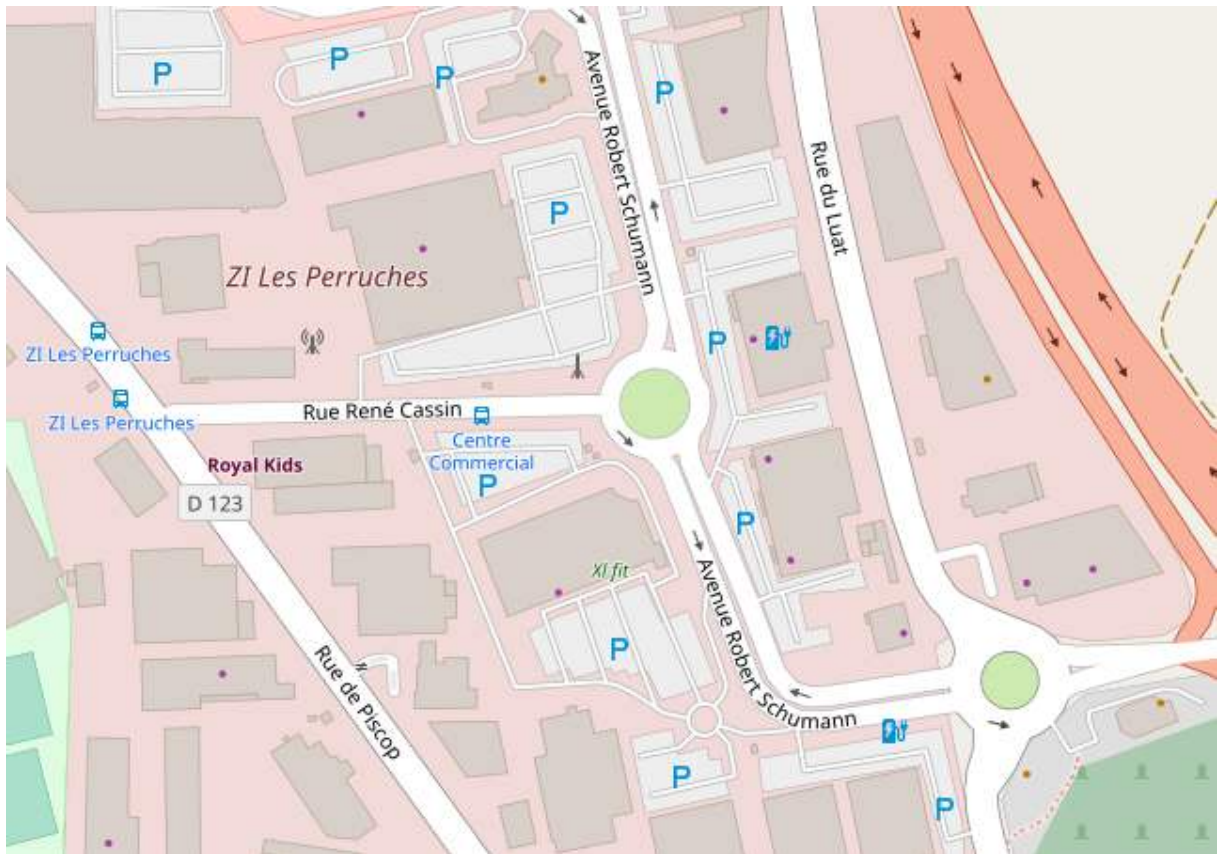 P
P
P
P
Avenue Robert Schumann
Rue du Luat
P
ZI Les Perruches
ZI Les Perruches
P
ZI Les Perruches
Rue René Cassin
Centre
Commercial
Royal Kids
P
D 123
P
Xl fit
Avenue Robert Schumann
P
Rue de Piscop
P
P